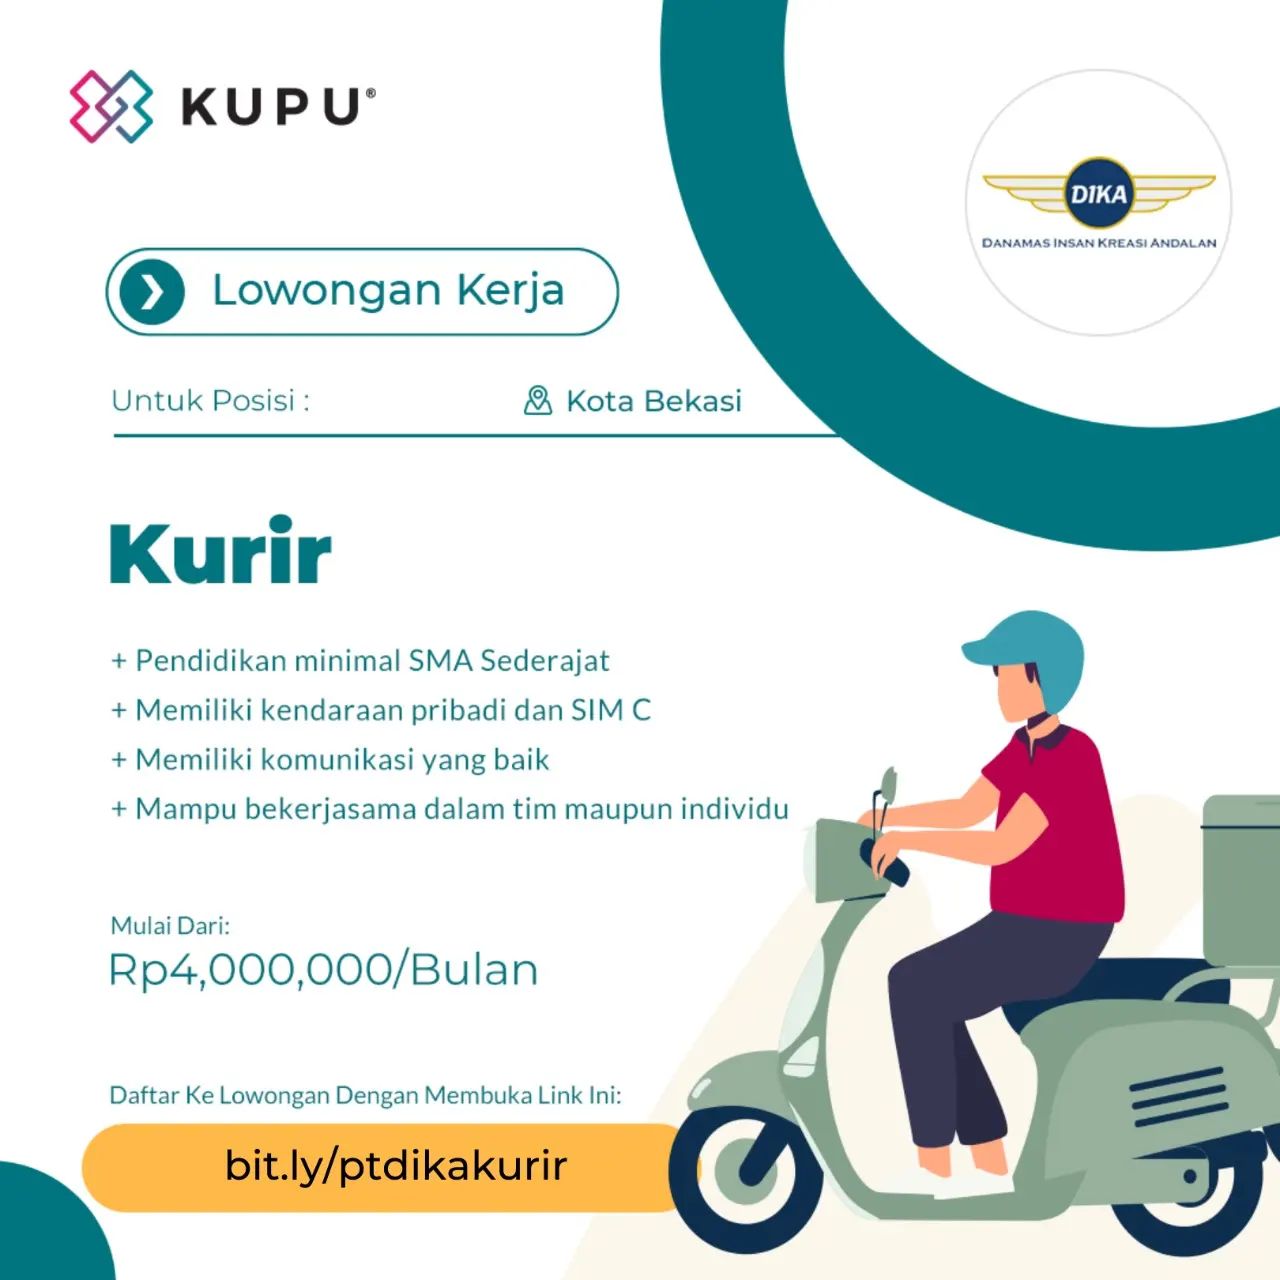 KUPU®
DIKA
DANAMAS INSAN KREASI ANDALAN
Lowongan Kerja
Untuk Posisi :
Kota Bekasi
Kurir
+ Pendidikan minimal SMA Sederajat
+ Memiliki kendaraan pribadi dan SIM C
+ Memiliki komunikasi yang baik
+ Mampu bekerjasama dalam tim maupun individu
Mulai Dari:
Rp4,000,000/Bulan
Daftar Ke Lowongan Dengan Membuka Link Ini:
bit.ly/ptdikakurir